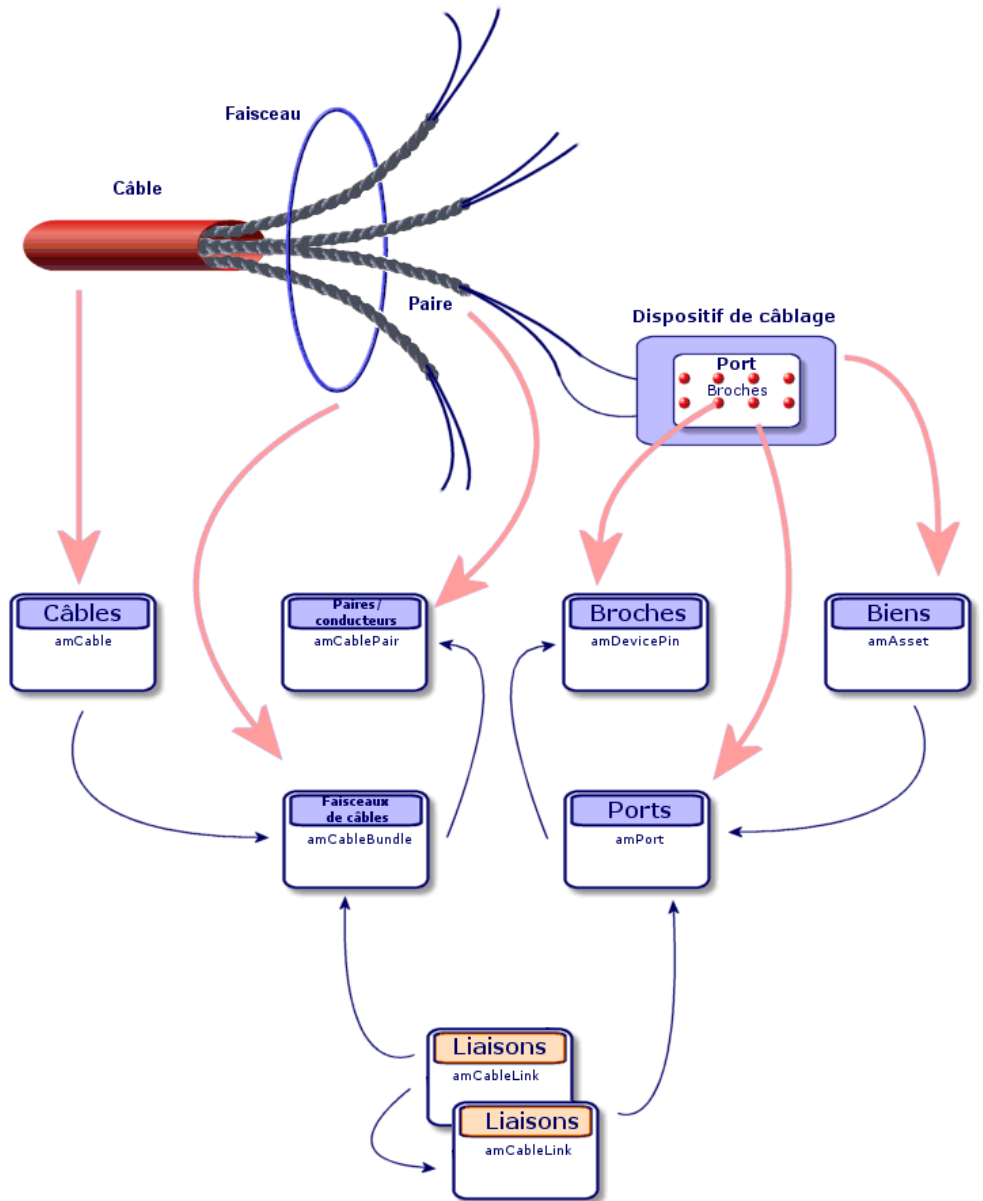 Faisceau
Câble
Paire
Dispositif de câblage
Port
Broches
Câbles
amCable
Paires/
conducteurs
amCablePair
Broches
amDevicePin
Biens
amAsset
Faisceaux
de câbles
amCableBundle
Ports
amPort
Liaisons
amCableLink
Liaisons
amCableLink